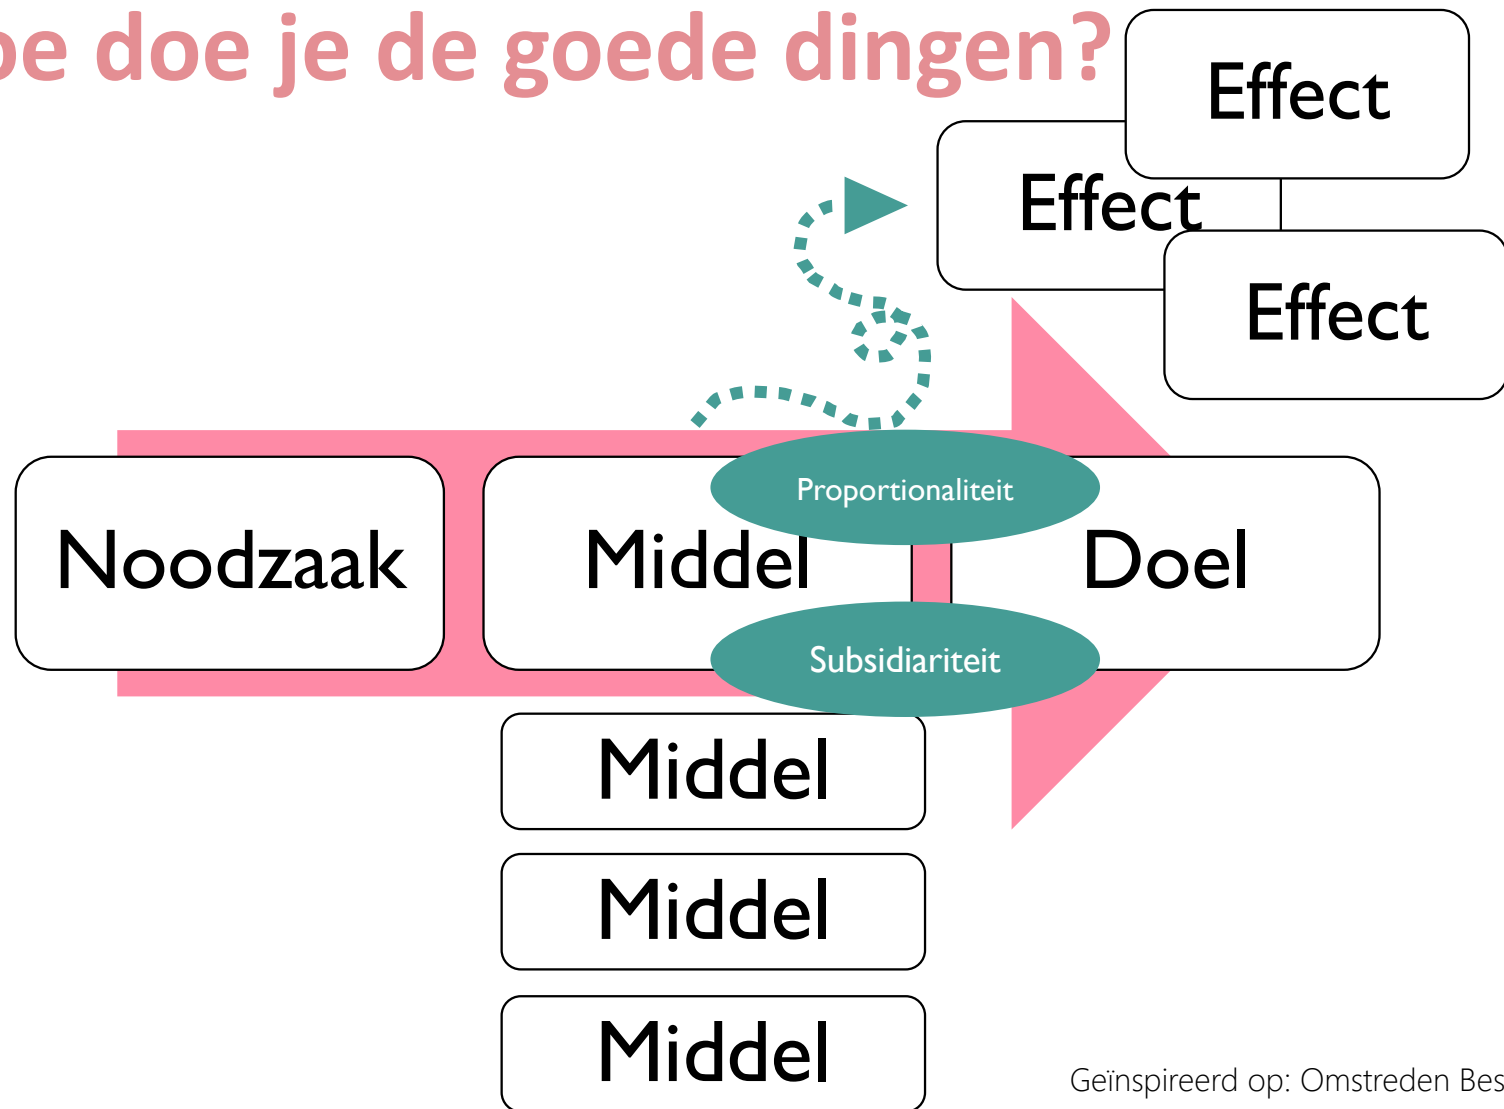 oe doe je de goede dingen?
Effect
Effect
Effect
Proportionaliteit
Noodzaak
Middel
Doel
Subsidiariteit
Middel
Middel
Middel
Geïnspireerd op: Omstreden Bes